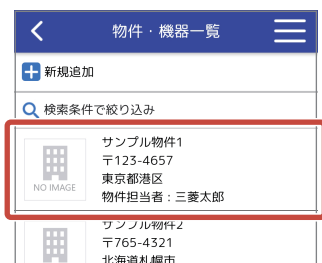 物件・機器一覧
新規追加
検索条件で絞り込み
サンプル物件1
〒123-4657
東京都港区
物件担当者：三菱太郎
NO IMAGE
サンプル物件2
〒765-4321
北海道札幌市